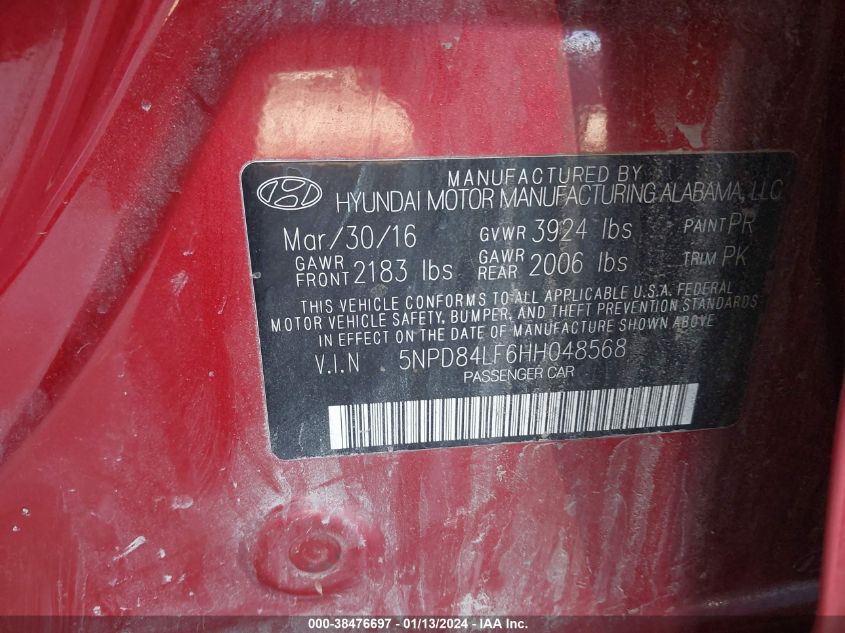 MANUFACTURED BY
HYUNDAI MOTOR MANUFACTURING ALABAMA, LLC
Mar/30/16 GVWR 3924 lbs PAINT PR
GAWR FRONT 2183 lbs GAWR REAR 2006 lbs TRIM PK
THIS VEHICLE CONFORMS TO ALL APPLICABLE U.S.A. FEDERAL
MOTOR VEHICLE SAFETY, BUMPER, AND THEFT PREVENTION STANDARDS
IN EFFECT ON THE DATE OF MANUFACTURE SHOWN ABOVE
V.I.N 5NPD84LF6HH048568
PASSENGER CAR
000-38476697 - 01/13/2024 - IAA Inc.